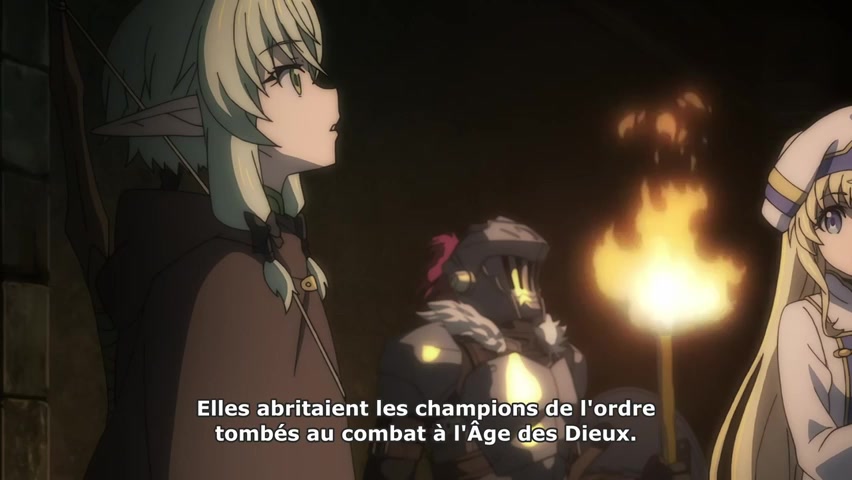 Elles abritaient les champions de l'ordre
tombés au combat à l'Âge des Dieux.